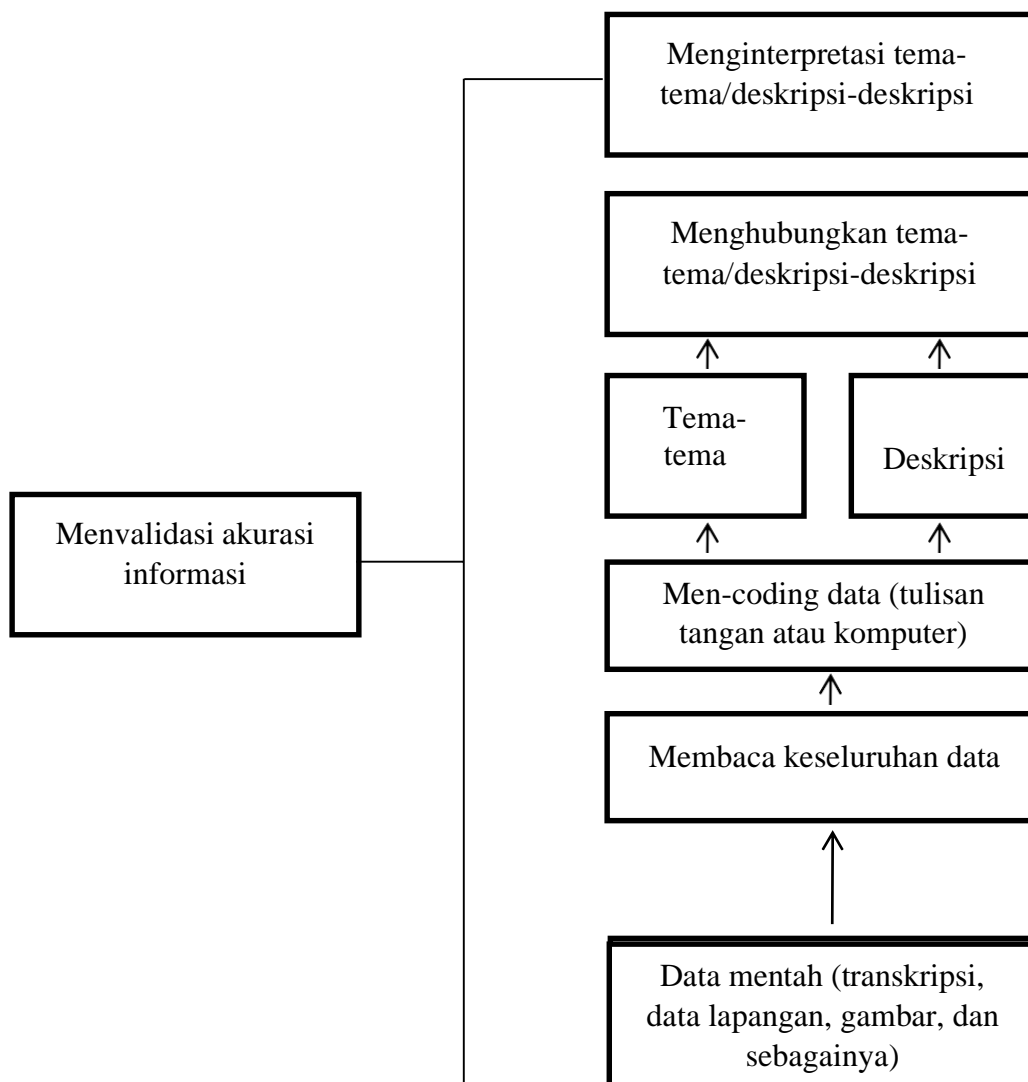 Menginterpretasi tema-
tema/deskripsi-deskripsi
Menghubungkan tema-
tema/deskripsi-deskripsi
Tema-
tema
Deskripsi
Menvalidasi akurasi
informasi
Men-coding data (tulisan
tangan atau komputer)
Membaca keseluruhan data
Data mentah (transkripsi,
data lapangan, gambar, dan
sebagainya)